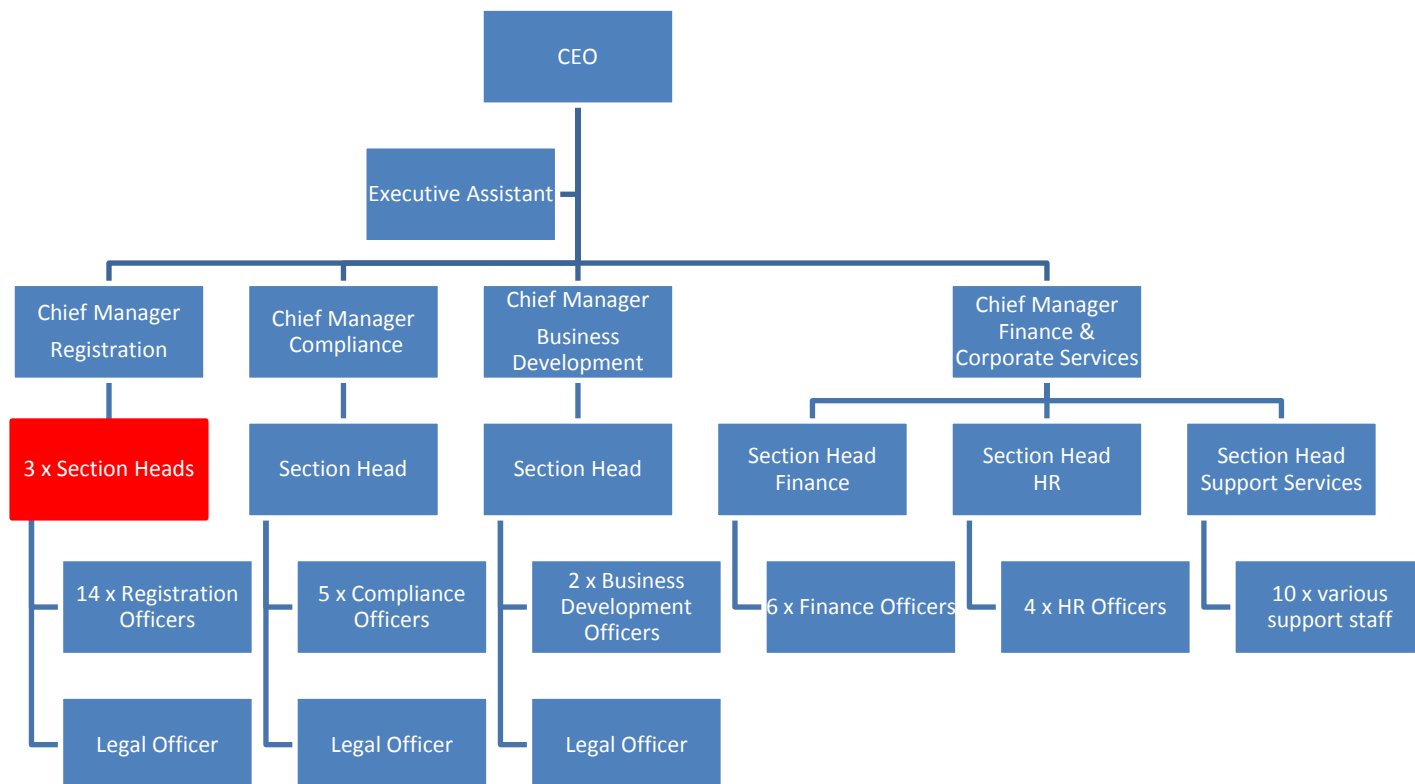 CEO
Executive Assistant
Chief Manager
Registration
Chief Manager
Compliance
Chief Manager
Business
Development
Chief Manager
Finance &
Corporate Services
3 x Section Heads
Section Head
Section Head
Section Head
Finance
Section Head
HR
Section Head
Support Services
14 x Registration
Officers
5 x Compliance
Officers
2 x Business
Development
Officers
6 x Finance Officers
4 x HR Officers
10 x various
support staff
Legal Officer
Legal Officer
Legal Officer